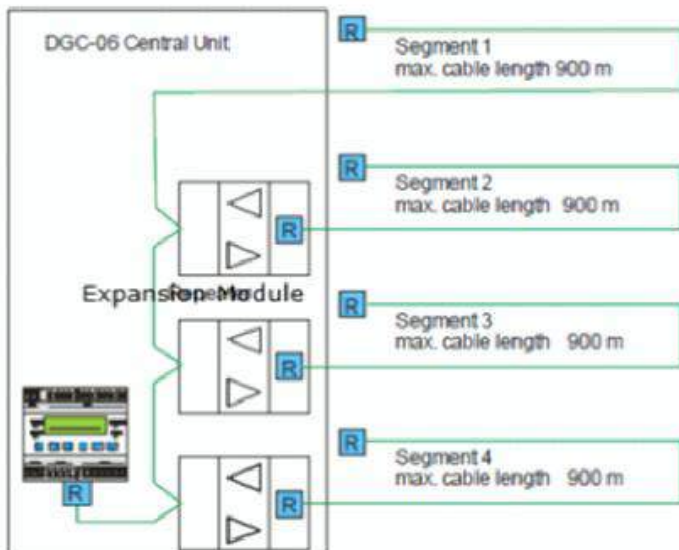 DGC-06 Central Unit
R
Segment 1
max. cable length 900 m
R
Segment 2
max. cable length 900 m
R
Expansion Module
Repeater
R
Segment 3
max. cable length 900 m
R
R
Segment 4
max. cable length 900 m
R
R